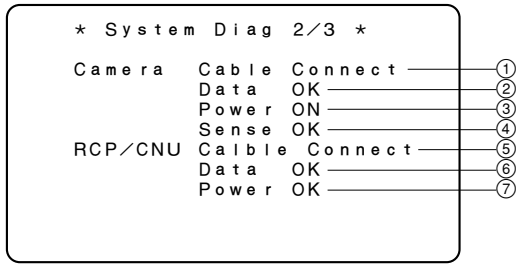 * System Diag 2/3 *
Camera Cable Connect ①
Data OK ②
Power ON ③
Sense OK ④
RCP/CNU Calble Connect ⑤
Data OK ⑥
Power OK ⑦